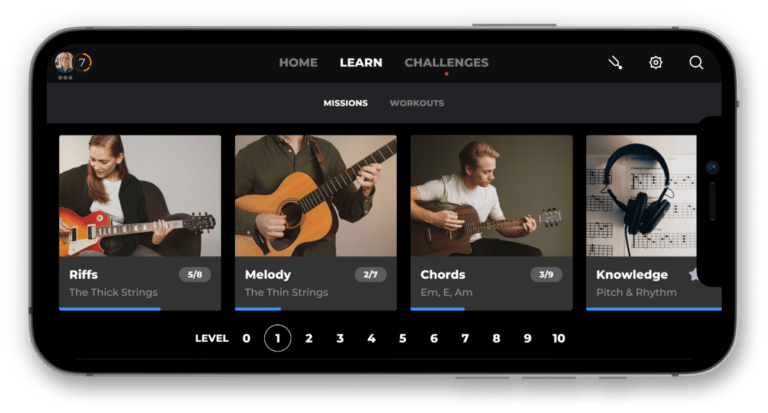 7
HOME LEARN CHALLENGES
MISSIONS WORKOUTS
Riffs 5/8
The Thick Strings
Melody 2/7
The Thin Strings
Chords 3/9
Em, E, Am
Knowledge
Pitch & Rhythm
LEVEL 0 1 2 3 4 5 6 7 8 9 10